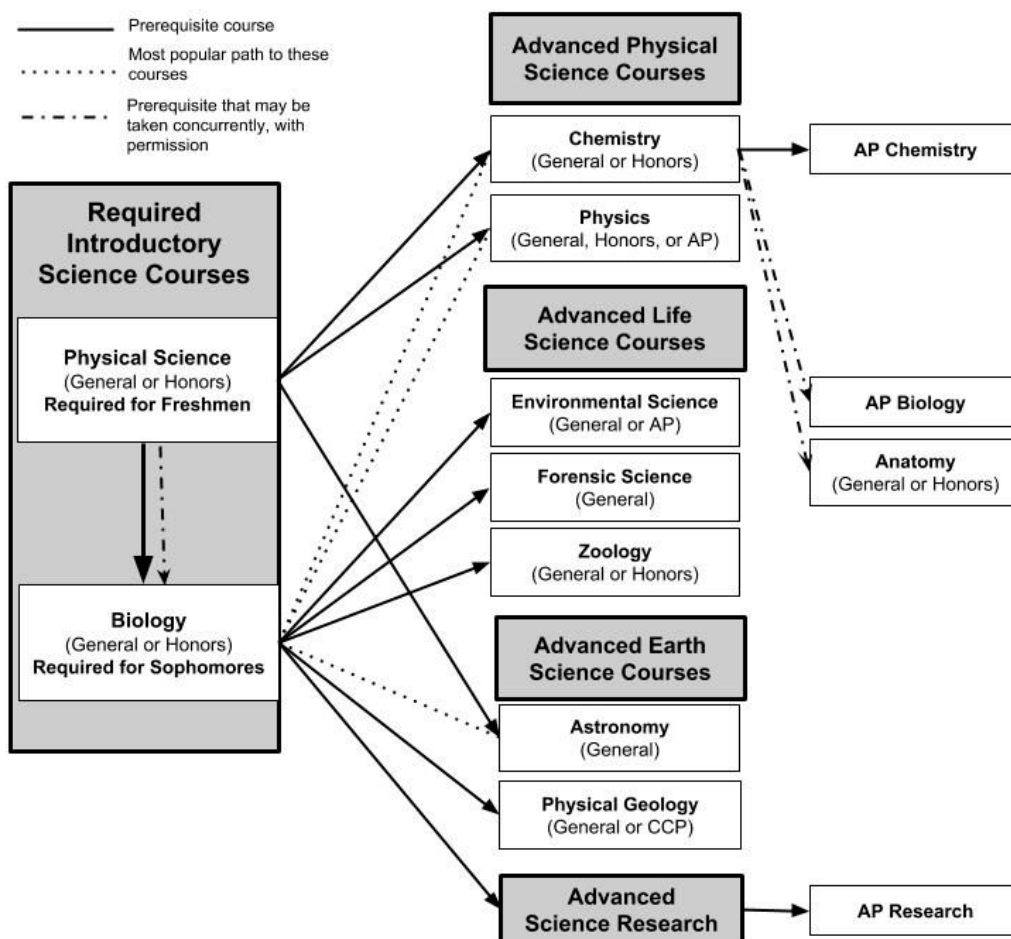 Prerequisite course
Most popular path to these
courses
Prerequisite that may be
taken concurrently, with
permission
Required
Introductory
Science Courses
Physical Science
(General or Honors)
Required for Freshmen
Biology
(General or Honors)
Required for Sophomores
Advanced Physical
Science Courses
Chemistry
(General or Honors)
Physics
(General, Honors, or AP)
Advanced Life
Science Courses
Environmental Science
(General or AP)
Forensic Science
(General)
Zoology
(General or Honors)
Advanced Earth
Science Courses
Astronomy
(General)
Physical Geology
(General or CCP)
Advanced
Science Research
AP Chemistry
AP Biology
Anatomy
(General or Honors)
AP Research